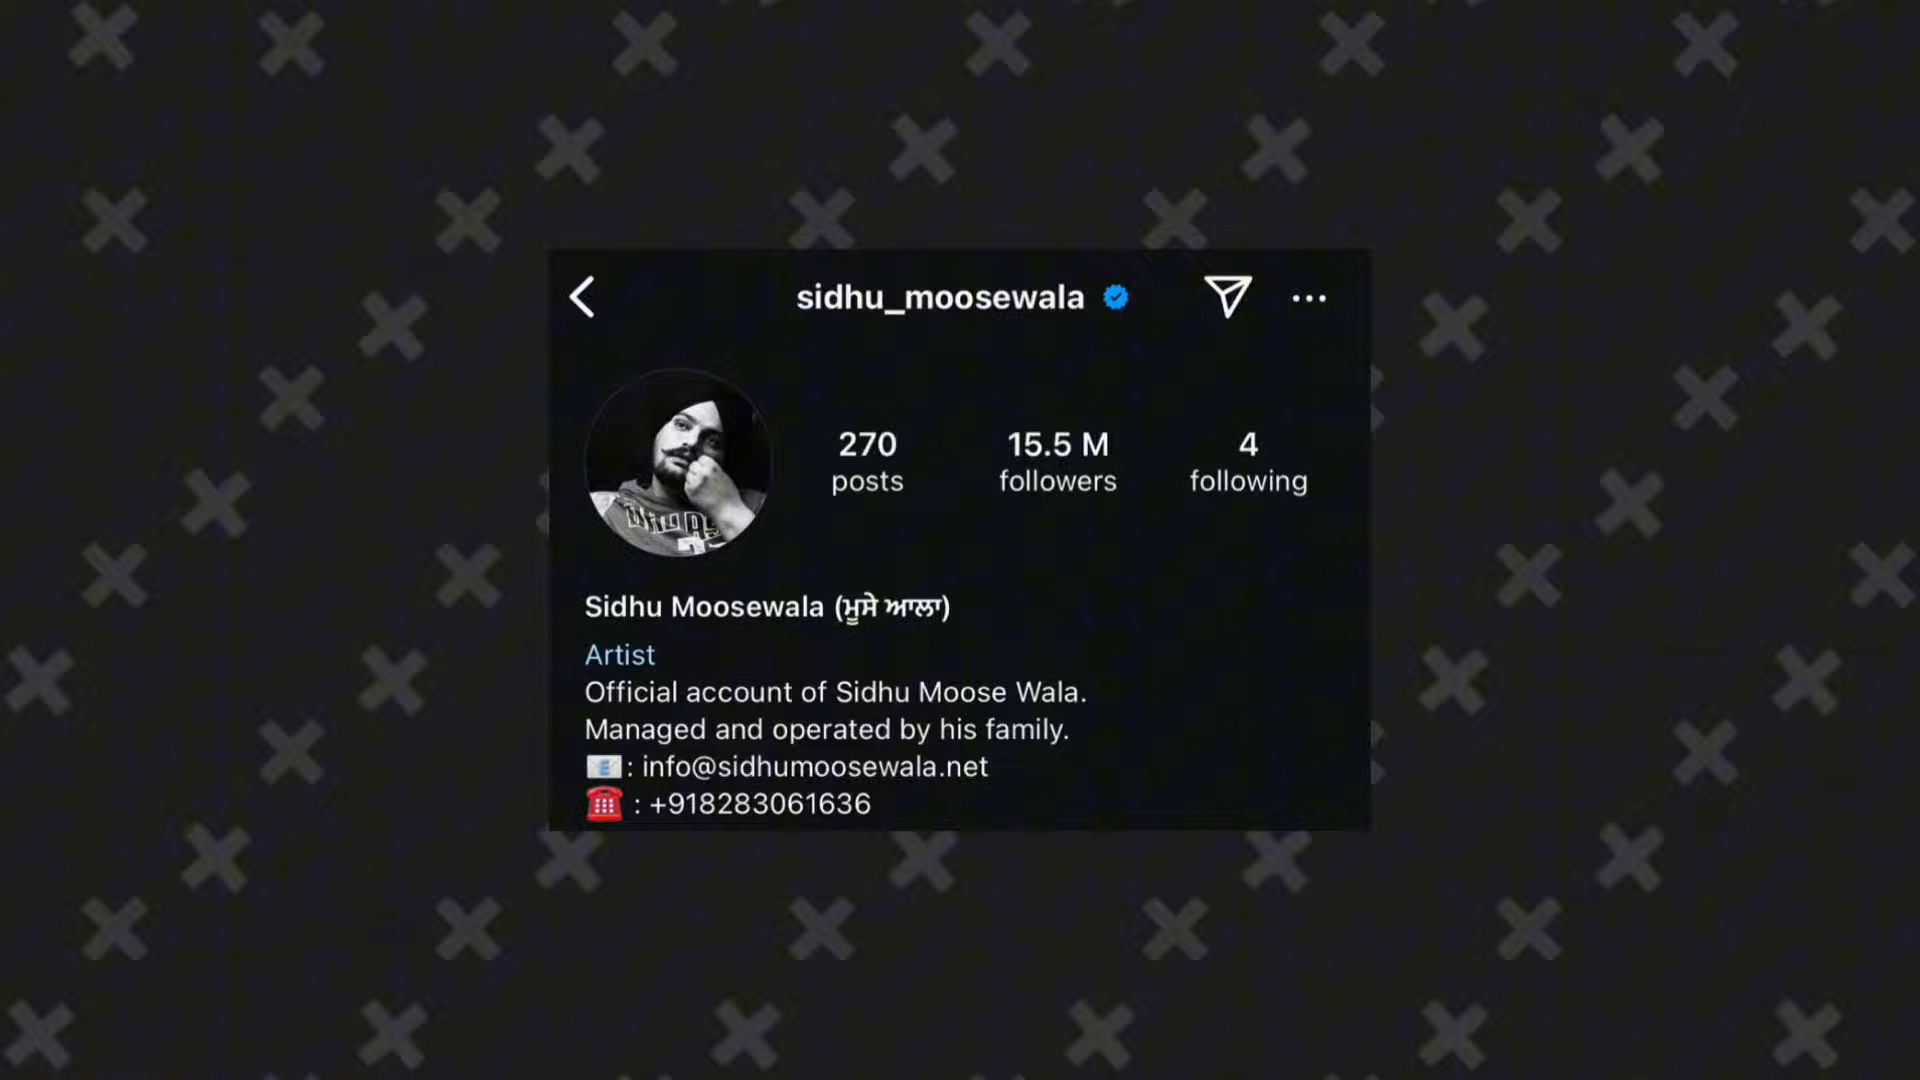 sidhu_moosewala
270 15.5 M 4
posts followers following
Sidhu Moosewala (ਮੂਸੇ ਆਲਾ)
Artist
Official account of Sidhu Moose Wala.
Managed and operated by his family.
📧: info@sidhumoosewala.net
☎️ : +918283061636